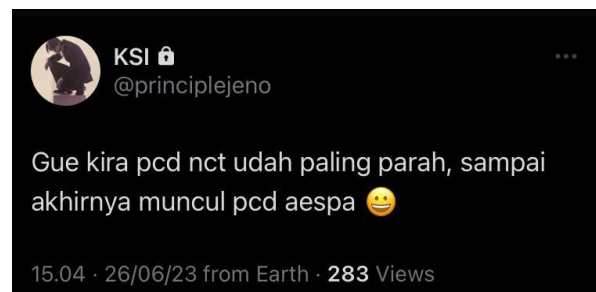 KSI
@principlejeno
Gue kira pcd nct udah paling parah, sampai
akhirnya muncul pcd aespa 😀
15.04 · 26/06/23 from Earth · 283 Views